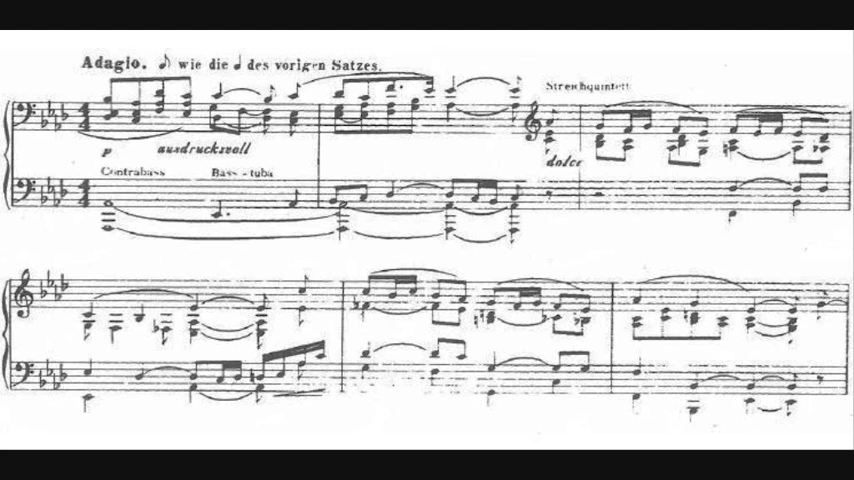 Adagio. ♪ wie die ♩ des vorigen Satzes.
Streichquintett
p ausdrucksvoll
dolce
Contrabass Bass-tuba